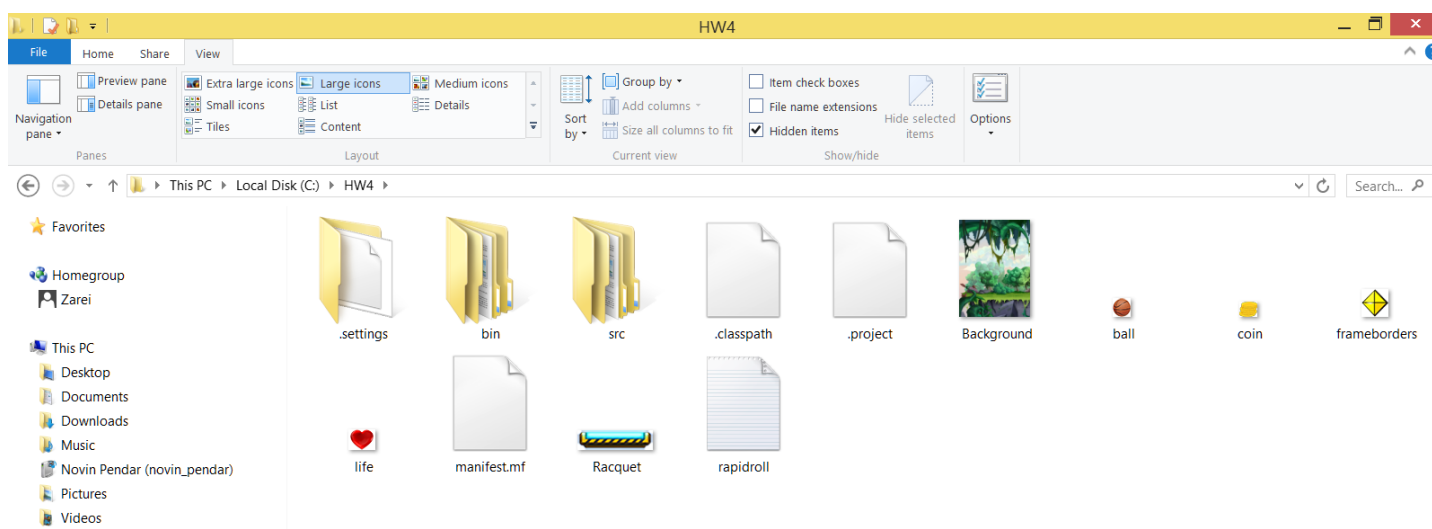 HW4
File Home Share View
Preview pane
Details pane
Navigation pane
Panes
Extra large icons Large icons Medium icons
Small icons List Details
Tiles Content
Layout
Sort by
Group by
Add columns
Size all columns to fit
Current view
Item check boxes
File name extensions
Hidden items
Hide selected items
Show/hide
Options
This PC Local Disk (C:) HW4
Search...
Favorites
Homegroup
Zarei
This PC
Desktop
Documents
Downloads
Music
Novin Pendar (novin_pendar)
Pictures
Videos
.settings bin src .classpath .project Background ball coin frameborders
life manifest.mf Racquet rapidroll